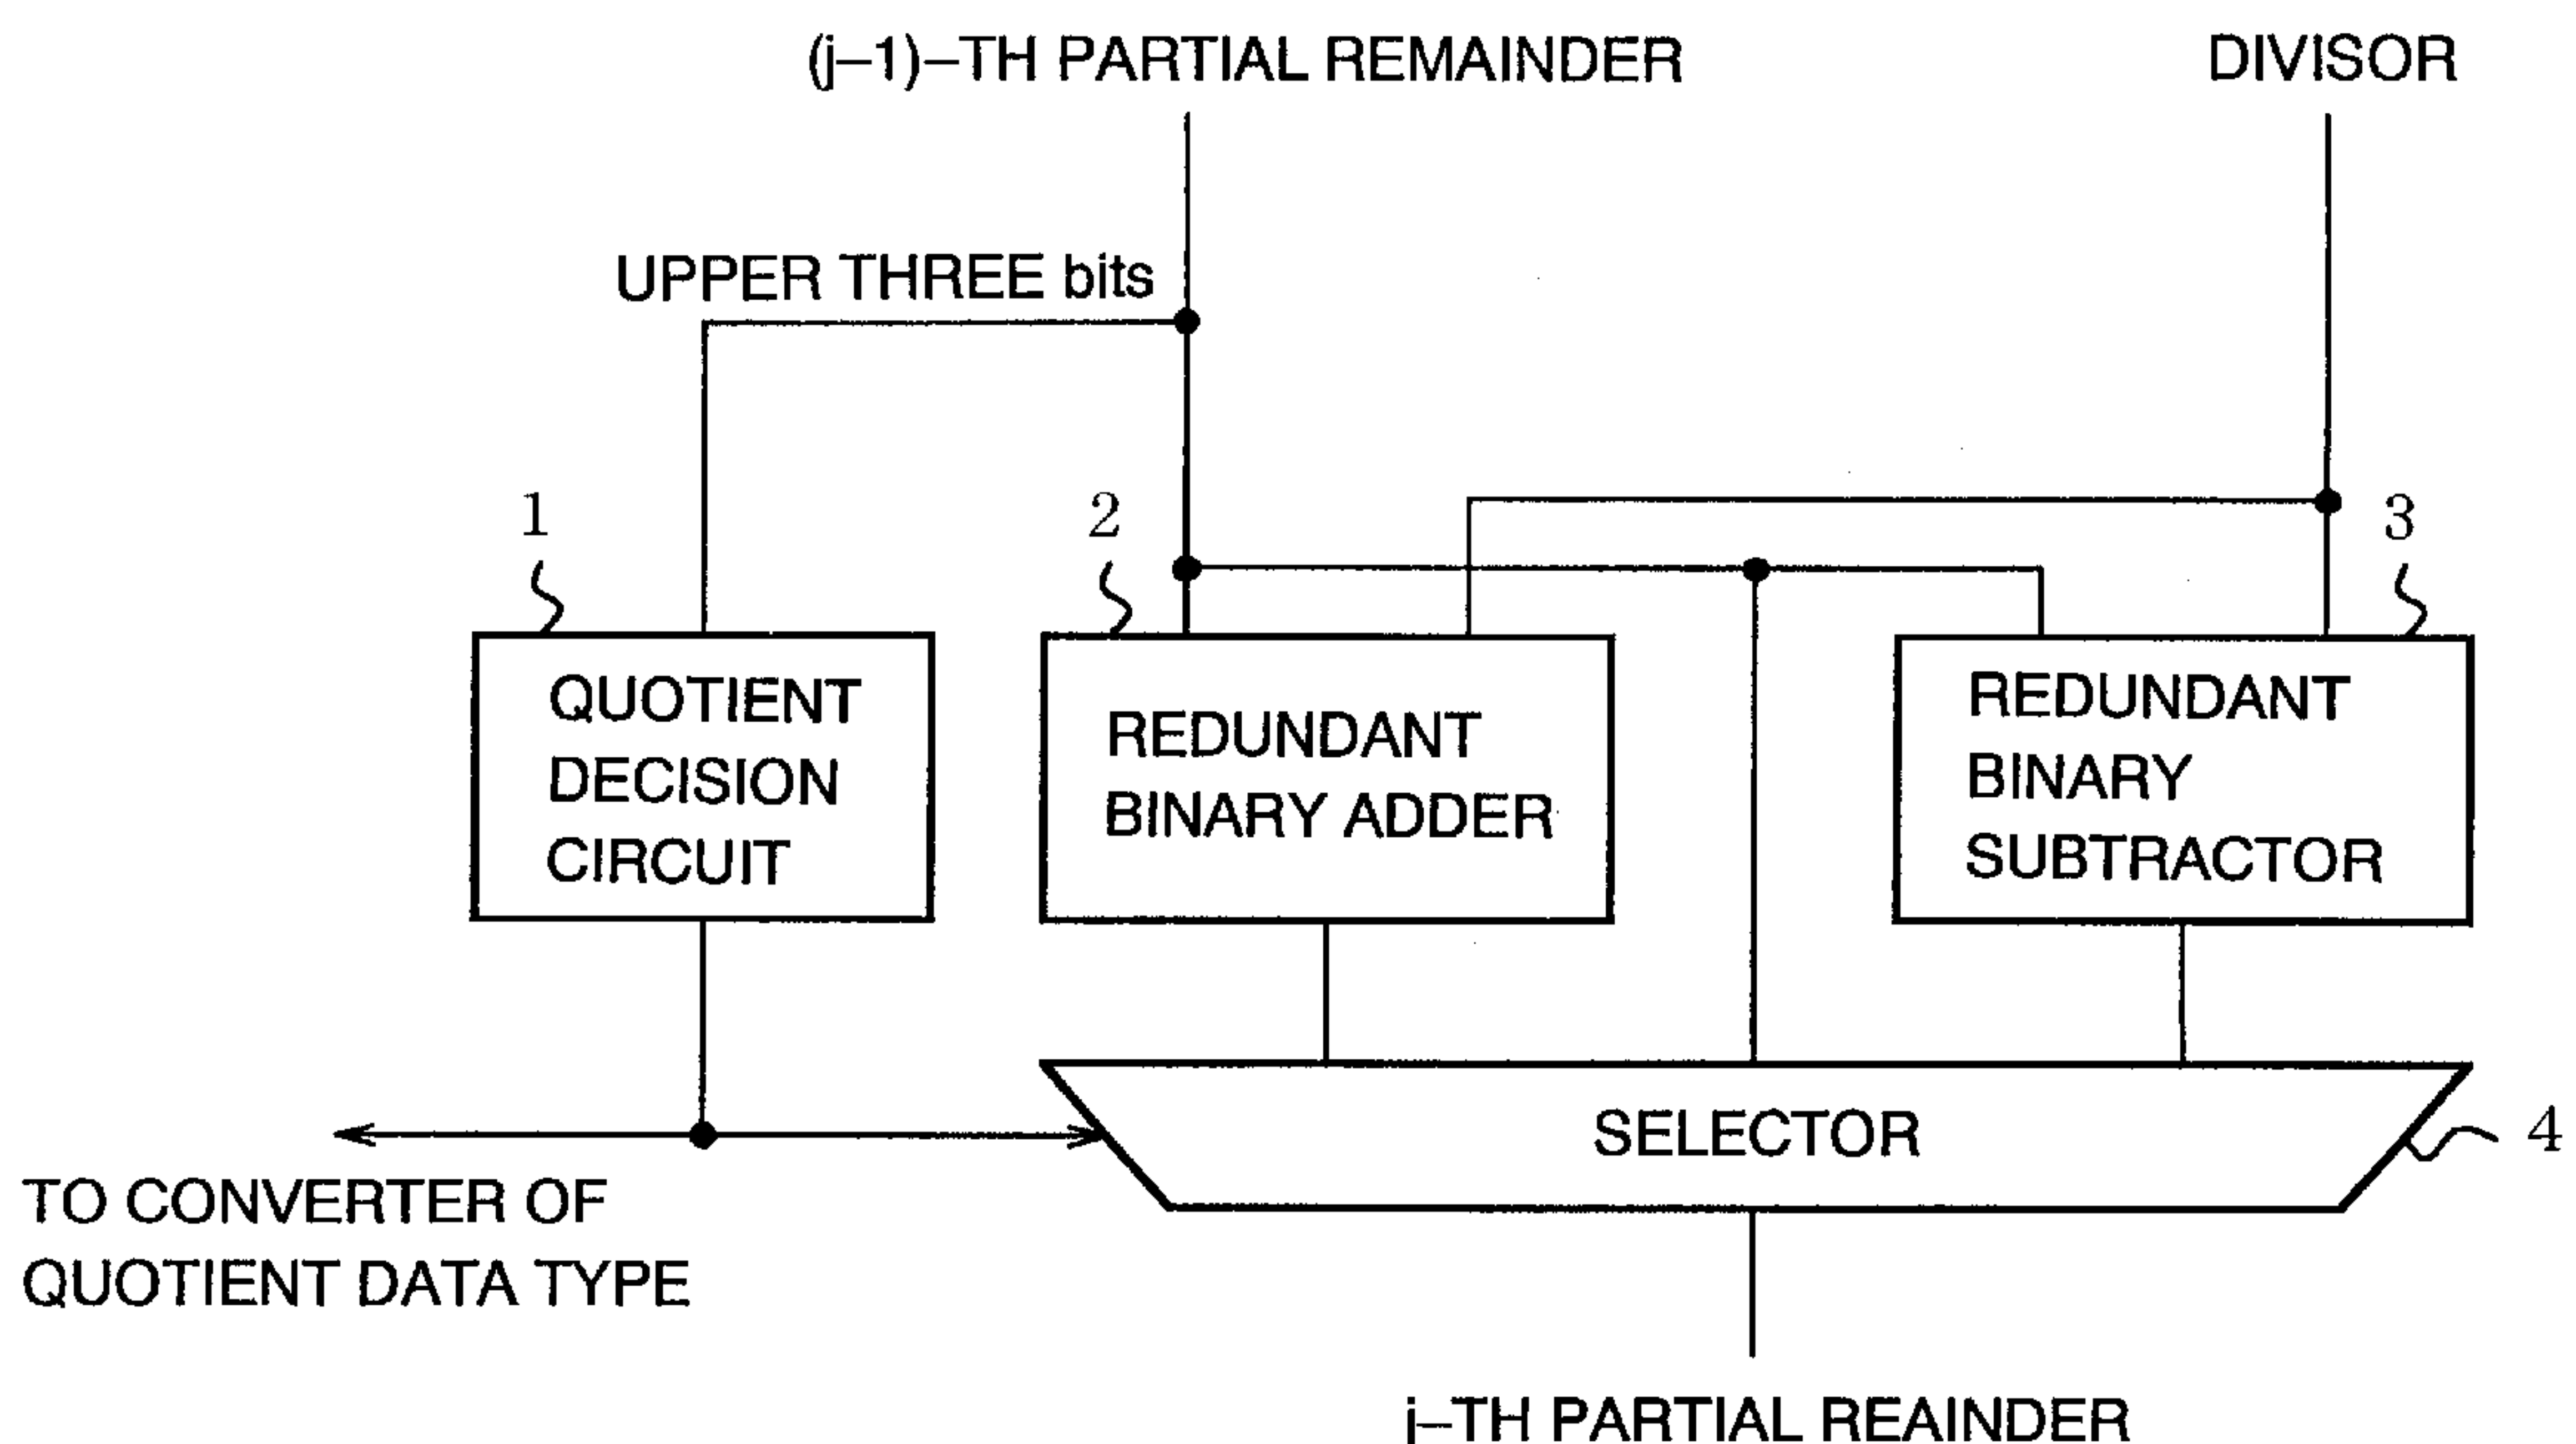 (j–1)–TH PARTIAL REMAINDER
DIVISOR
UPPER THREE bits
1
2
3
QUOTIENT
DECISION
CIRCUIT
REDUNDANT
BINARY ADDER
REDUNDANT
BINARY
SUBTRACTOR
SELECTOR
4
TO CONVERTER OF
QUOTIENT DATA TYPE
j–TH PARTIAL REAINDER